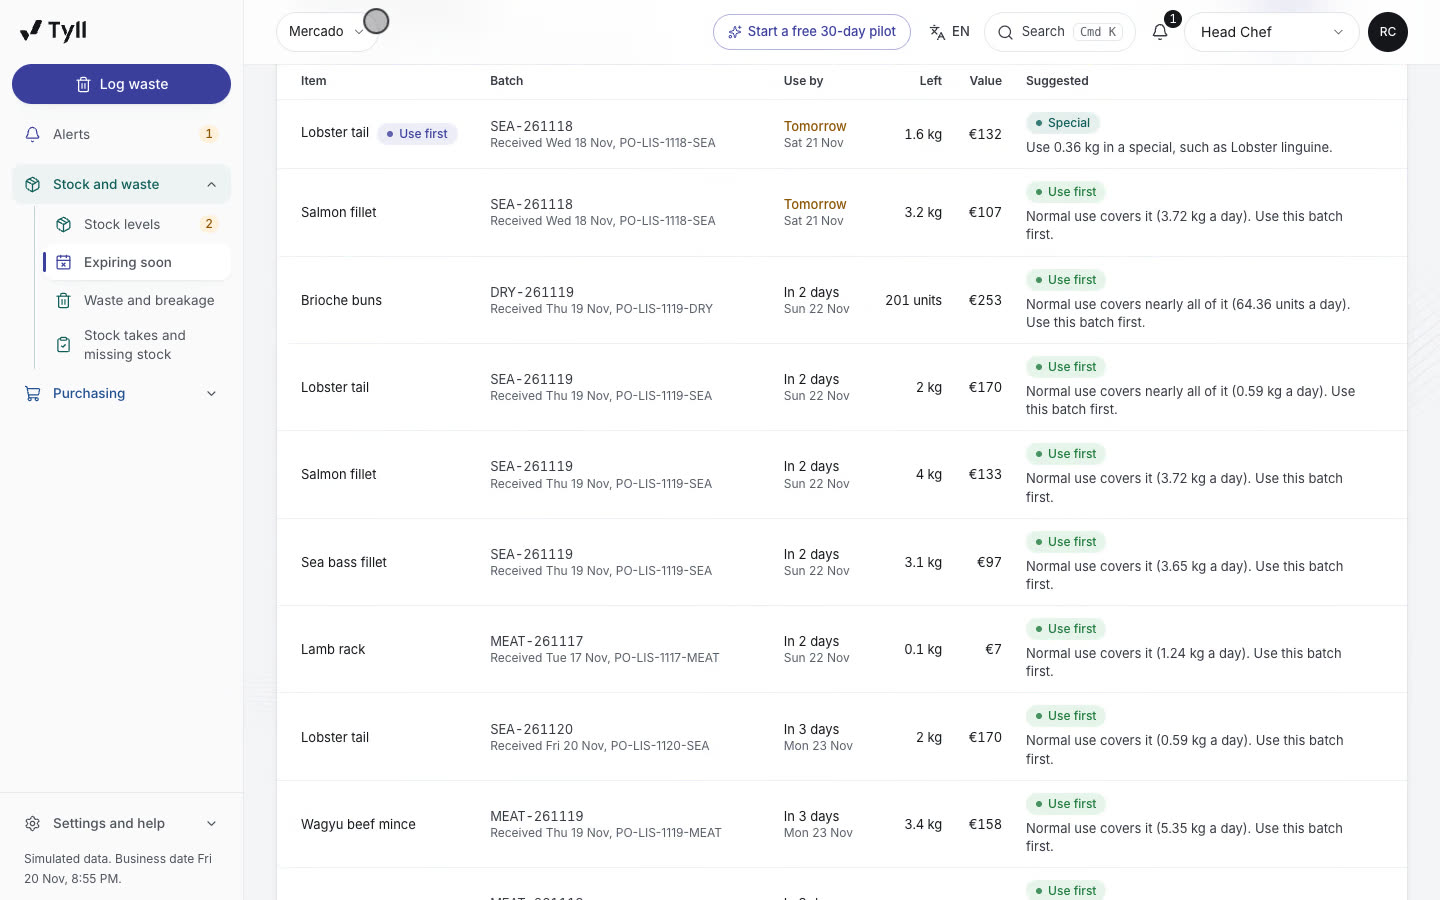 Tyll
Log waste
Alerts 1
Stock and waste
Stock levels 2
Expiring soon
Waste and breakage
Stock takes and
missing stock
Purchasing
Settings and help
Simulated data. Business date Fri
20 Nov, 8:55 PM.
Mercado
Start a free 30-day pilot
EN
Search Cmd K
1
Head Chef
RC
Item Batch Use by Left Value Suggested
Lobster tail Use first
SEA-261118
Received Wed 18 Nov, PO-LIS-1118-SEA
Tomorrow
Sat 21 Nov
1.6 kg €132
Special
Use 0.36 kg in a special, such as Lobster linguine.
Salmon fillet
SEA-261118
Received Wed 18 Nov, PO-LIS-1118-SEA
Tomorrow
Sat 21 Nov
3.2 kg €107
Use first
Normal use covers it (3.72 kg a day). Use this batch
first.
Brioche buns
DRY-261119
Received Thu 19 Nov, PO-LIS-1119-DRY
In 2 days
Sun 22 Nov
201 units €253
Use first
Normal use covers nearly all of it (64.36 units a day).
Use this batch first.
Lobster tail
SEA-261119
Received Thu 19 Nov, PO-LIS-1119-SEA
In 2 days
Sun 22 Nov
2 kg €170
Use first
Normal use covers nearly all of it (0.59 kg a day). Use
this batch first.
Salmon fillet
SEA-261119
Received Thu 19 Nov, PO-LIS-1119-SEA
In 2 days
Sun 22 Nov
4 kg €133
Use first
Normal use covers it (3.72 kg a day). Use this batch
first.
Sea bass fillet
SEA-261119
Received Thu 19 Nov, PO-LIS-1119-SEA
In 2 days
Sun 22 Nov
3.1 kg €97
Use first
Normal use covers it (3.65 kg a day). Use this batch
first.
Lamb rack
MEAT-261117
Received Tue 17 Nov, PO-LIS-1117-MEAT
In 2 days
Sun 22 Nov
0.1 kg €7
Use first
Normal use covers it (1.24 kg a day). Use this batch
first.
Lobster tail
SEA-261120
Received Fri 20 Nov, PO-LIS-1120-SEA
In 3 days
Mon 23 Nov
2 kg €170
Use first
Normal use covers it (0.59 kg a day). Use this batch
first.
Wagyu beef mince
MEAT-261119
Received Thu 19 Nov, PO-LIS-1119-MEAT
In 3 days
Mon 23 Nov
3.4 kg €158
Use first
Normal use covers it (5.35 kg a day). Use this batch
first.
Use first